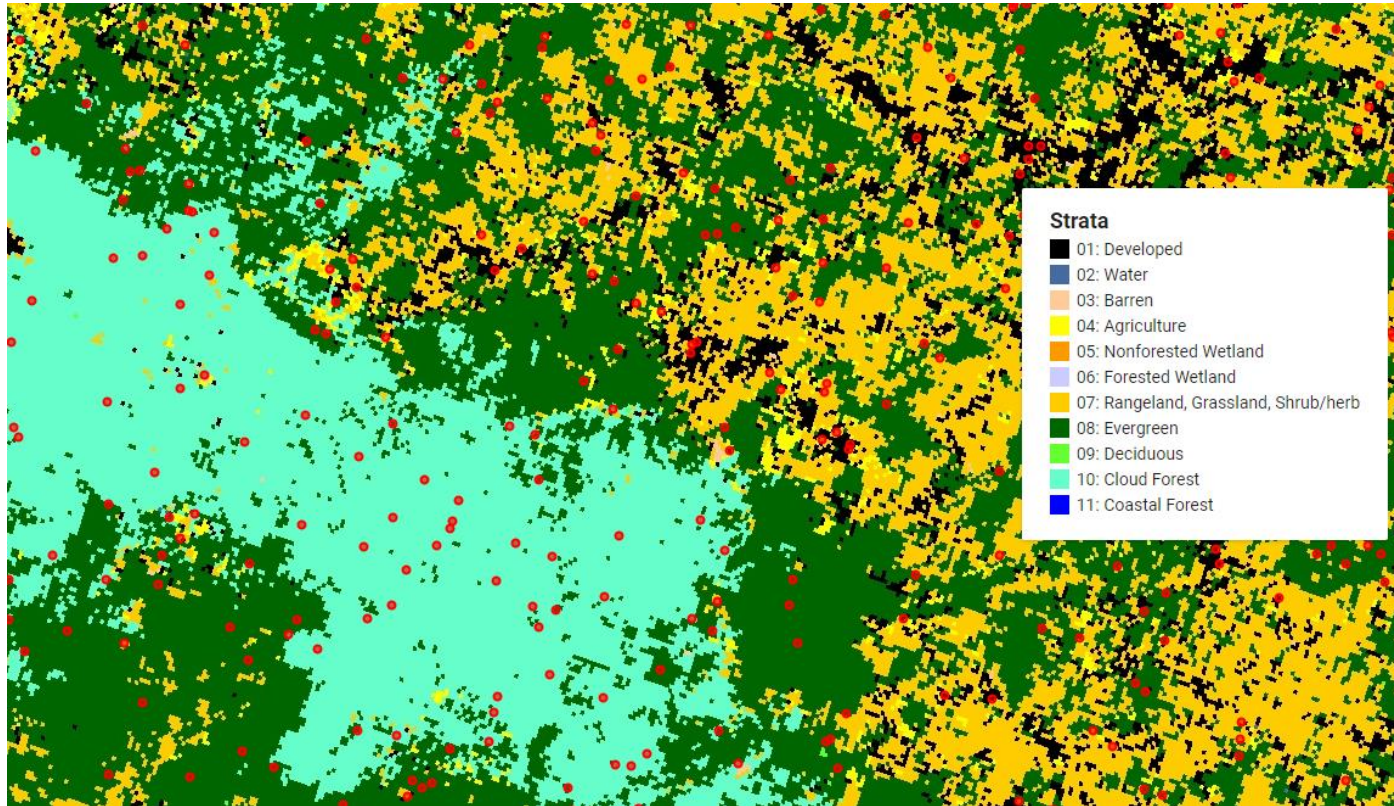 Strata
01: Developed
02: Water
03: Barren
04: Agriculture
05: Nonforested Wetland
06: Forested Wetland
07: Rangeland, Grassland, Shrub/herb
08: Evergreen
09: Deciduous
10: Cloud Forest
11: Coastal Forest